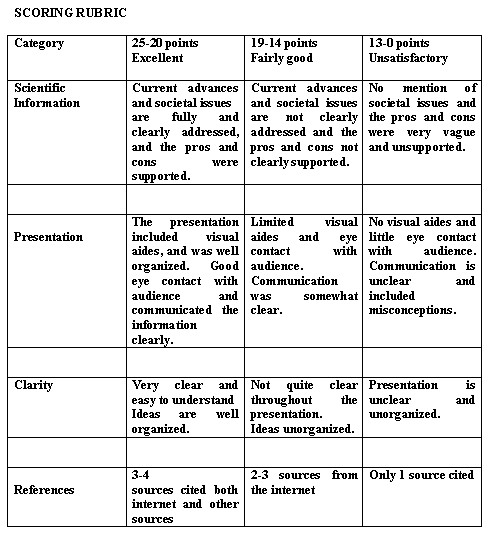 SCORING RUBRIC
Category
25-20 points
Excellent
19-14 points
Fairly good
13-0 points
Unsatisfactory
Scientific
Information
Current advances
and societal issues
are fully and
clearly addressed,
and the pros and
cons were
supported.
Current advances
and societal issues
are not clearly
addressed and the
pros and cons not
clearly supported.
No mention of
societal issues and
the pros and cons
were very vague
and unsupported.
Presentation
The presentation
included visual
aides, and was well
organized. Good
eye contact with
audience and
communicated the
information
clearly.
Limited visual
aides and eye
contact with
audience.
Communication
was somewhat
clear.
No visual aides and
little eye contact
with audience.
Communication is
unclear and
included
misconceptions.
Clarity
Very clear and
easy to understand
Ideas are well
organized.
Not quite clear
throughout the
presentation.
Ideas unorganized.
Presentation is
unclear and
unorganized.
References
3-4
sources cited both
internet and other
sources
2-3 sources from
the internet
Only 1 source cited